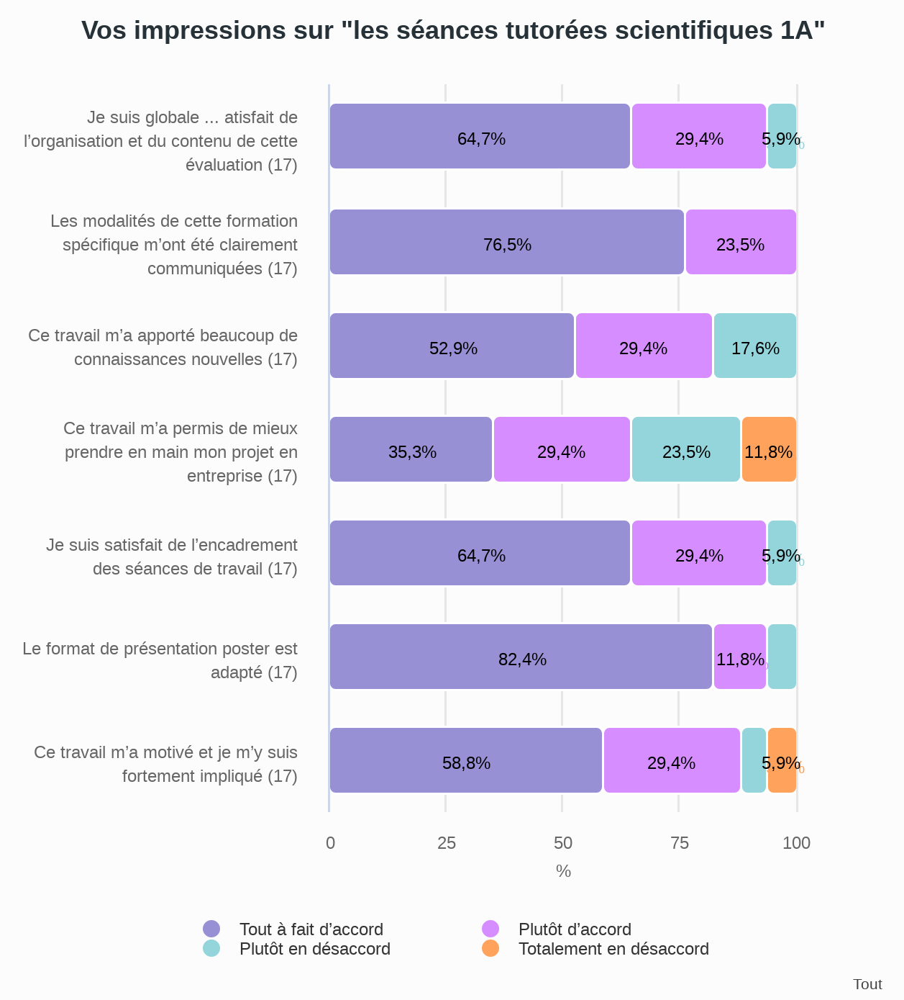 Vos impressions sur "les séances tutorées scientifiques 1A"
Je suis globale ... atisfait de
l’organisation et du contenu de cette
évaluation (17)
64,7% 29,4% 5,9%
Les modalités de cette formation
spécifique m’ont été clairement
communiquées (17)
76,5% 23,5%
Ce travail m’a apporté beaucoup de
connaissances nouvelles (17)
52,9% 29,4% 17,6%
Ce travail m’a permis de mieux
prendre en main mon projet en
entreprise (17)
35,3% 29,4% 23,5% 11,8%
Je suis satisfait de l’encadrement
des séances de travail (17)
64,7% 29,4% 5,9%
Le format de présentation poster est
adapté (17)
82,4% 11,8%
Ce travail m’a motivé et je m’y suis
fortement impliqué (17)
58,8% 29,4% 5,9%
0 25 50 75 100
%
Tout à fait d’accord Plutôt d’accord
Plutôt en désaccord Totalement en désaccord
Tout